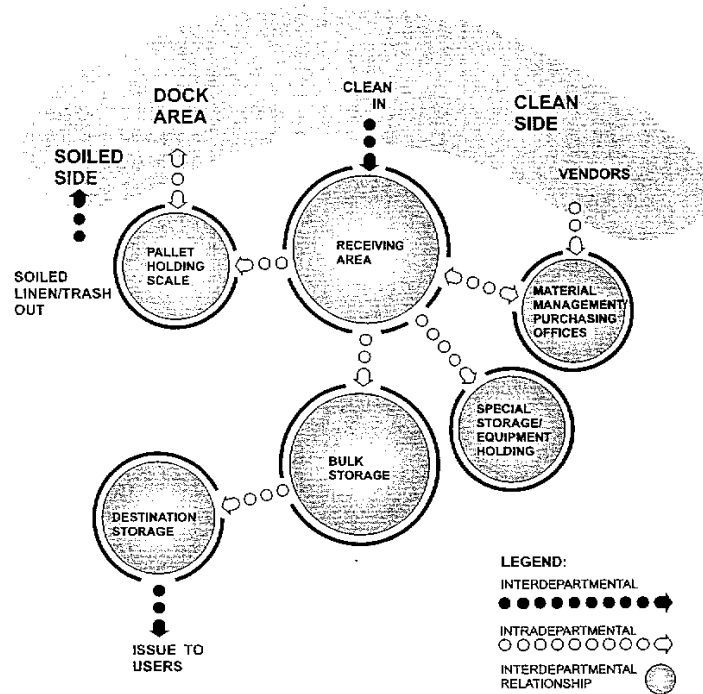 DOCK
AREA
CLEAN
IN
CLEAN
SIDE
SOILED
SIDE
VENDORS
SOILED
LINEN/TRASH
OUT
PALLET
HOLDING
SCALE
RECEIVING
AREA
MATERIAL
MANAGEMENT/
PURCHASING
OFFICES
SPECIAL
STORAGE/
EQUIPMENT
HOLDING
BULK
STORAGE
DESTINATION
STORAGE
ISSUE TO
USERS
LEGEND:
INTERDEPARTMENTAL
INTRADEPARTMENTAL
INTERDEPARTMENTAL
RELATIONSHIP